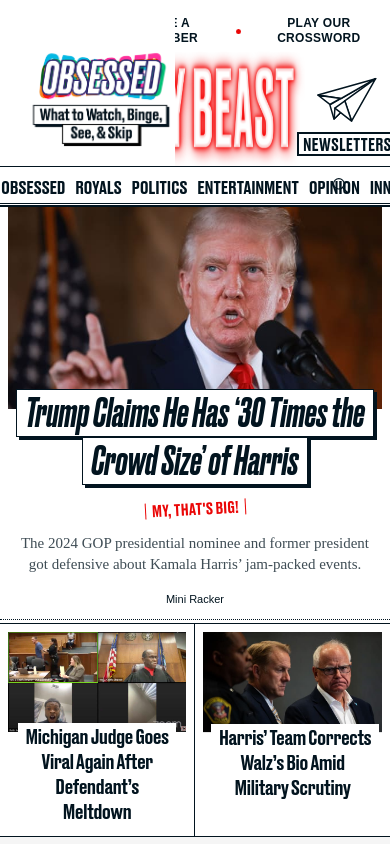 E A
BER
PLAY OUR
CROSSWORD
OBSESSED
What to Watch, Binge,
See, & Skip
Y BEAST
NEWSLETTERS
OBSESSED ROYALS POLITICS ENTERTAINMENT OPINION INN
Trump Claims He Has ‘30 Times the
Crowd Size’ of Harris
MY, THAT'S BIG!
The 2024 GOP presidential nominee and former president
got defensive about Kamala Harris’ jam-packed events.
Mini Racker
Michigan Judge Goes
Viral Again After
Defendant’s
Meltdown
Harris’ Team Corrects
Walz’s Bio Amid
Military Scrutiny